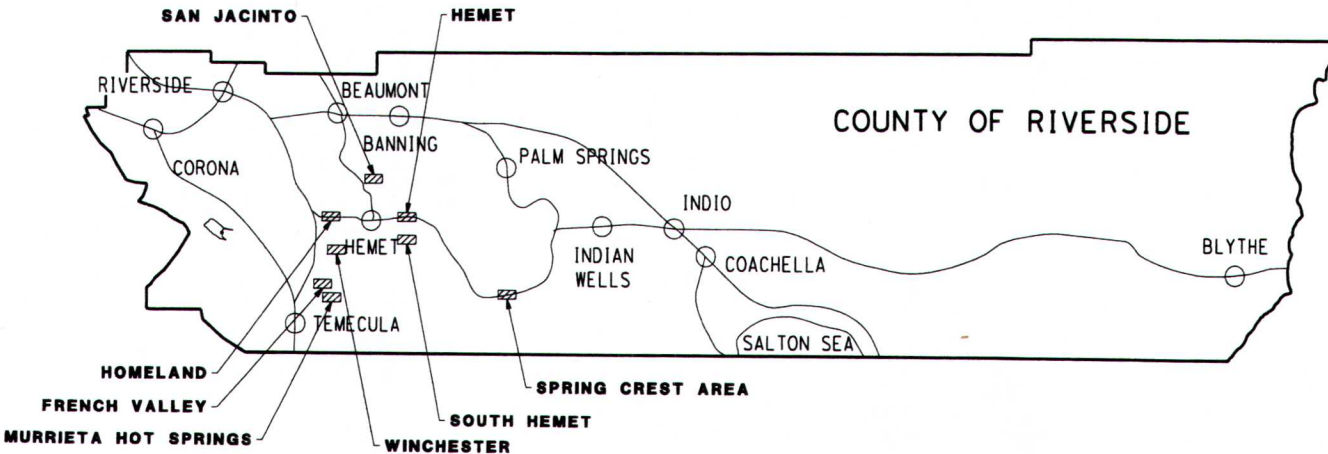 SAN JACINTO
HEMET
RIVERSIDE
BEAUMONT
COUNTY OF RIVERSIDE
BANNING
CORONA
PALM SPRINGS
INDIO
HEMET
INDIAN
WELLS
COACHELLA
BLYTHE
TEMECULA
SALTON SEA
HOMELAND
SPRING CREST AREA
FRENCH VALLEY
SOUTH HEMET
MURRIETA HOT SPRINGS
WINCHESTER